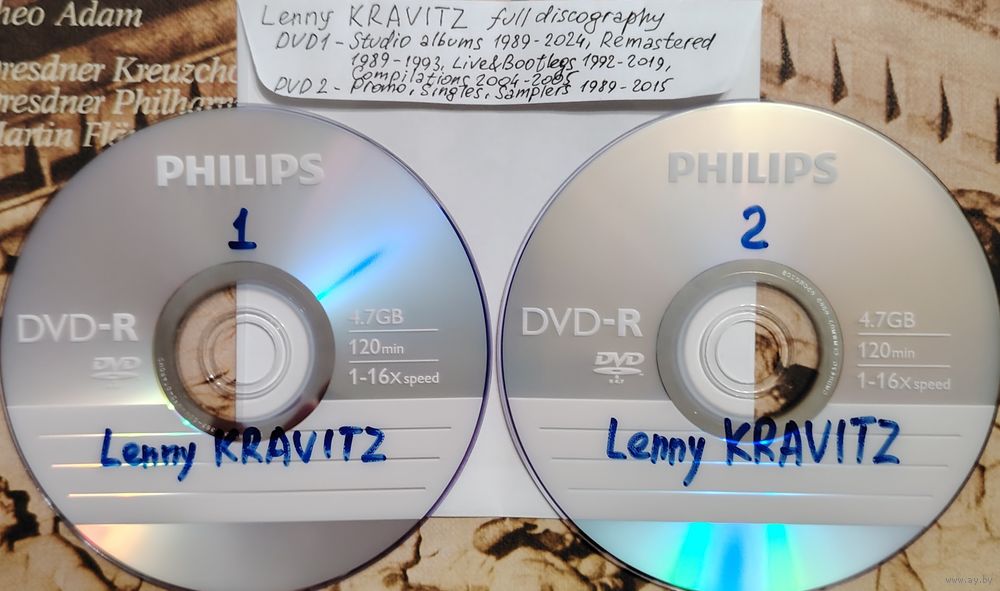 heo Adam
resdner Kreuzcho
resdner Philharm
artin Flä
Lenny KRAVITZ full discography
DVD1 - Studio albums 1989-2024, Remastered
1989-1993, Live&Bootlegs 1992-2019,
Compilations 2004-2005
DVD2 - Promo, Singles, Samplers 1989-2015
PHILIPS
1
DVD-R
DVD
4.7GB
120min
1-16x speed
Lenny KRAVITZ
PHILIPS
2
DVD-R
DVD
R
4.7GB
120min
1-16x speed
Lenny KRAVITZ
www.ay.by